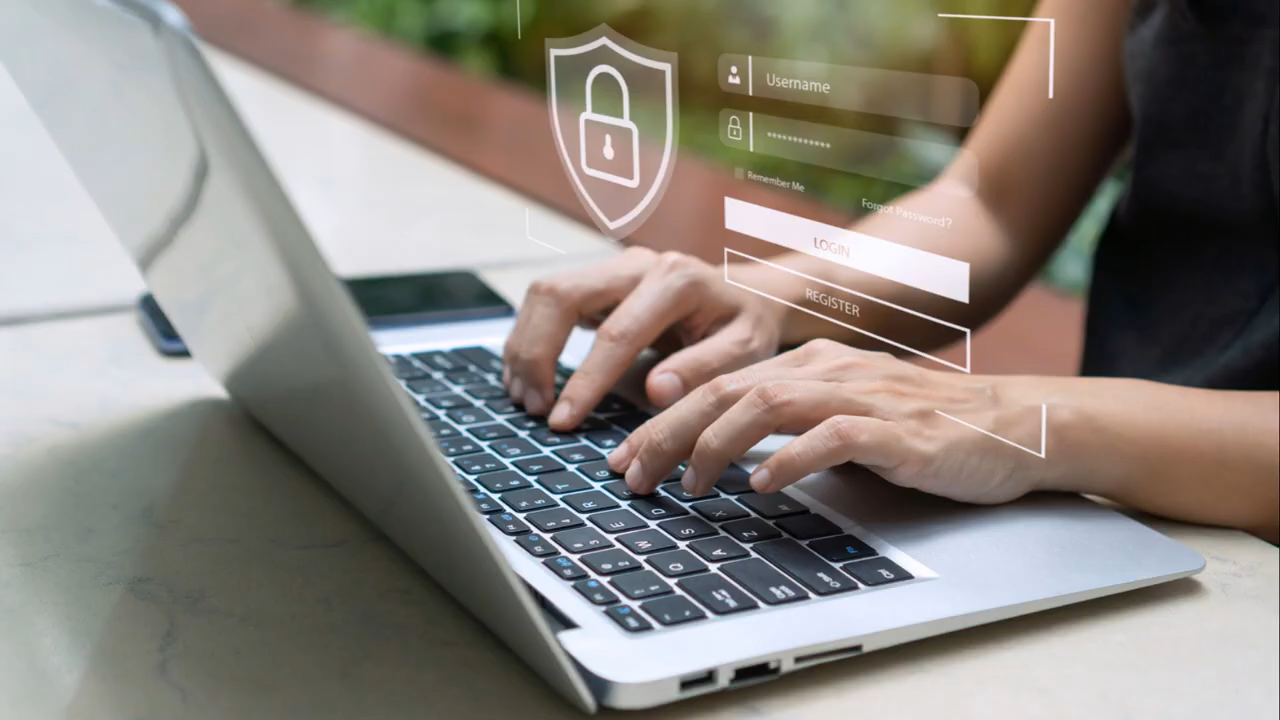 Username
************
Remember Me
Forgot Password?
LOGIN
REGISTER